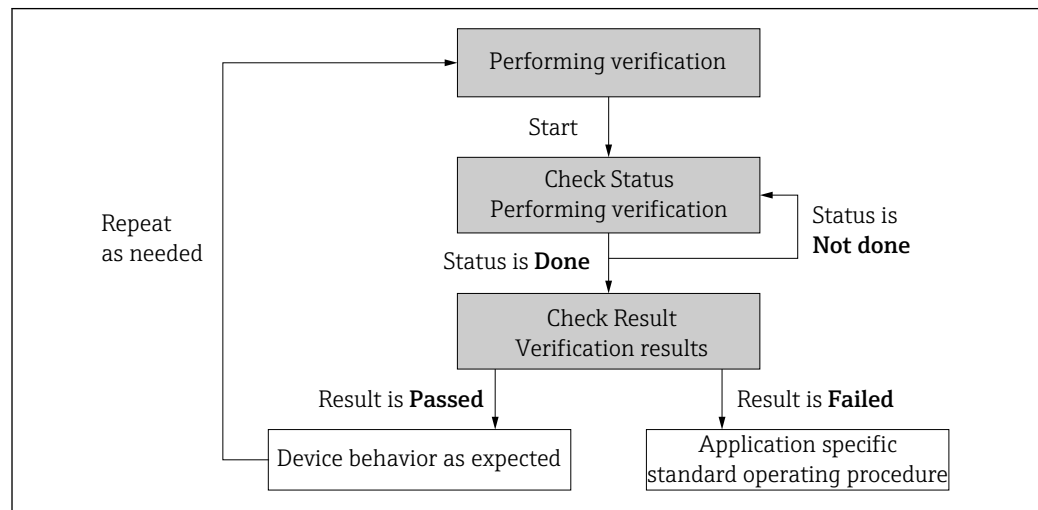 Performing verification
Start
Check Status
Performing verification
Repeat
as needed
Status is
Not done
Status is Done
Check Result
Verification results
Result is Passed
Result is Failed
Device behavior as expected
Application specific
standard operating procedure